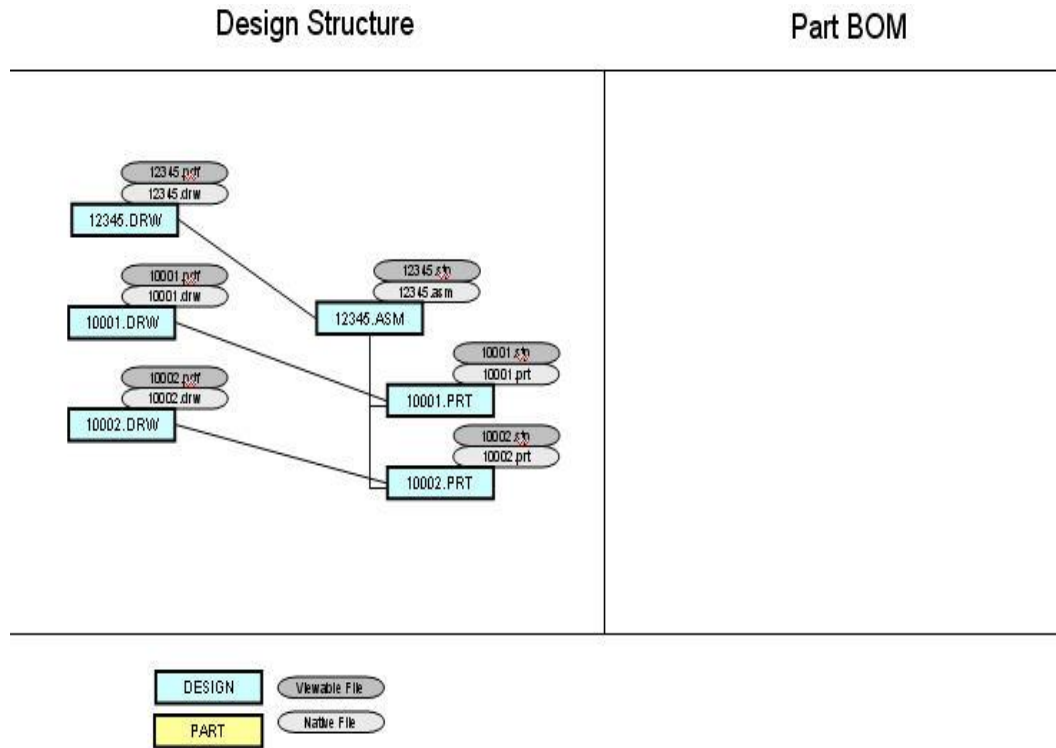 Design Structure
Part BOM
12345.pdf
12345.drw
12345.DRW
10001.pdf
10001.drw
10001.DRW
10002.pdf
10002.drw
10002.DRW
12345.stp
12345.asm
12345.ASM
10001.stp
10001.prt
10001.PRT
10002.stp
10002.prt
10002.PRT
DESIGN
Viewable File
PART
Native File